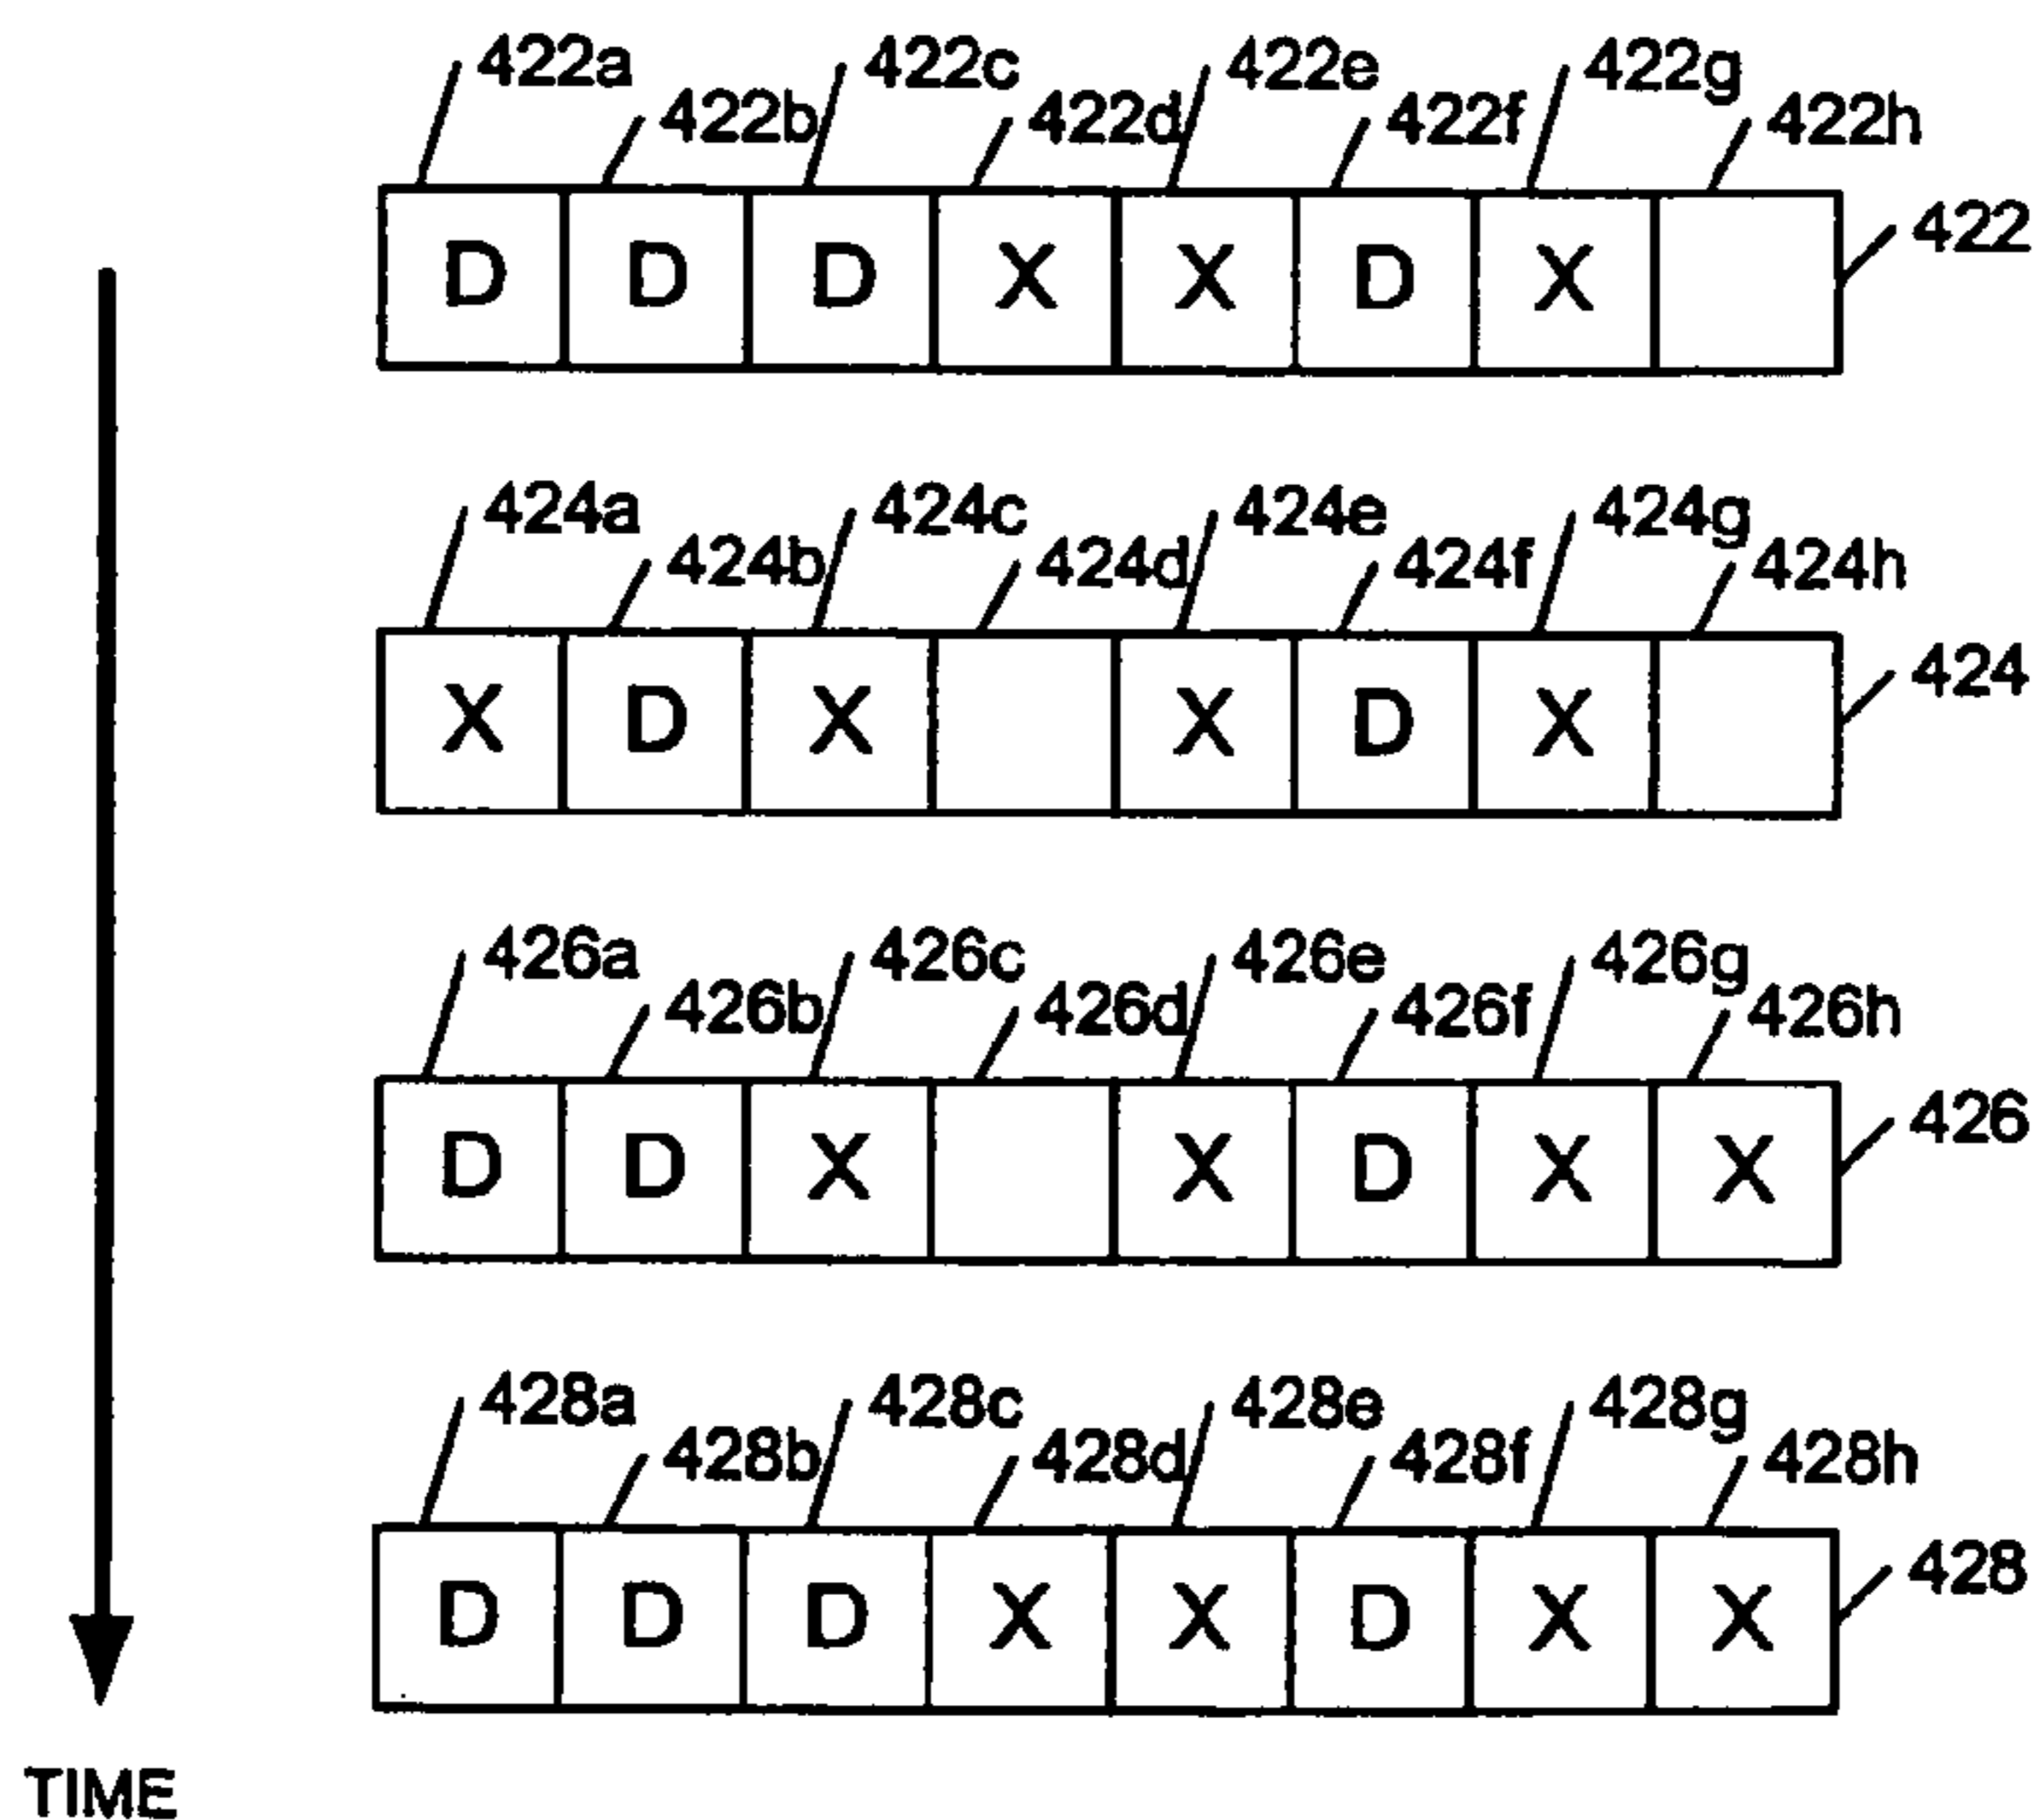 422a 422c 422e 422g
422b 422d 422f 422h
422
D D D X X D X
424a 424c 424e 424g
424b 424d 424f 424h
424
X D X X D X
426a 426c 426e 426g
426b 426d 426f 426h
426
D D X X D X X
428a 428c 428e 428g
428b 428d 428f 428h
428
D D D X X D X X
TIME